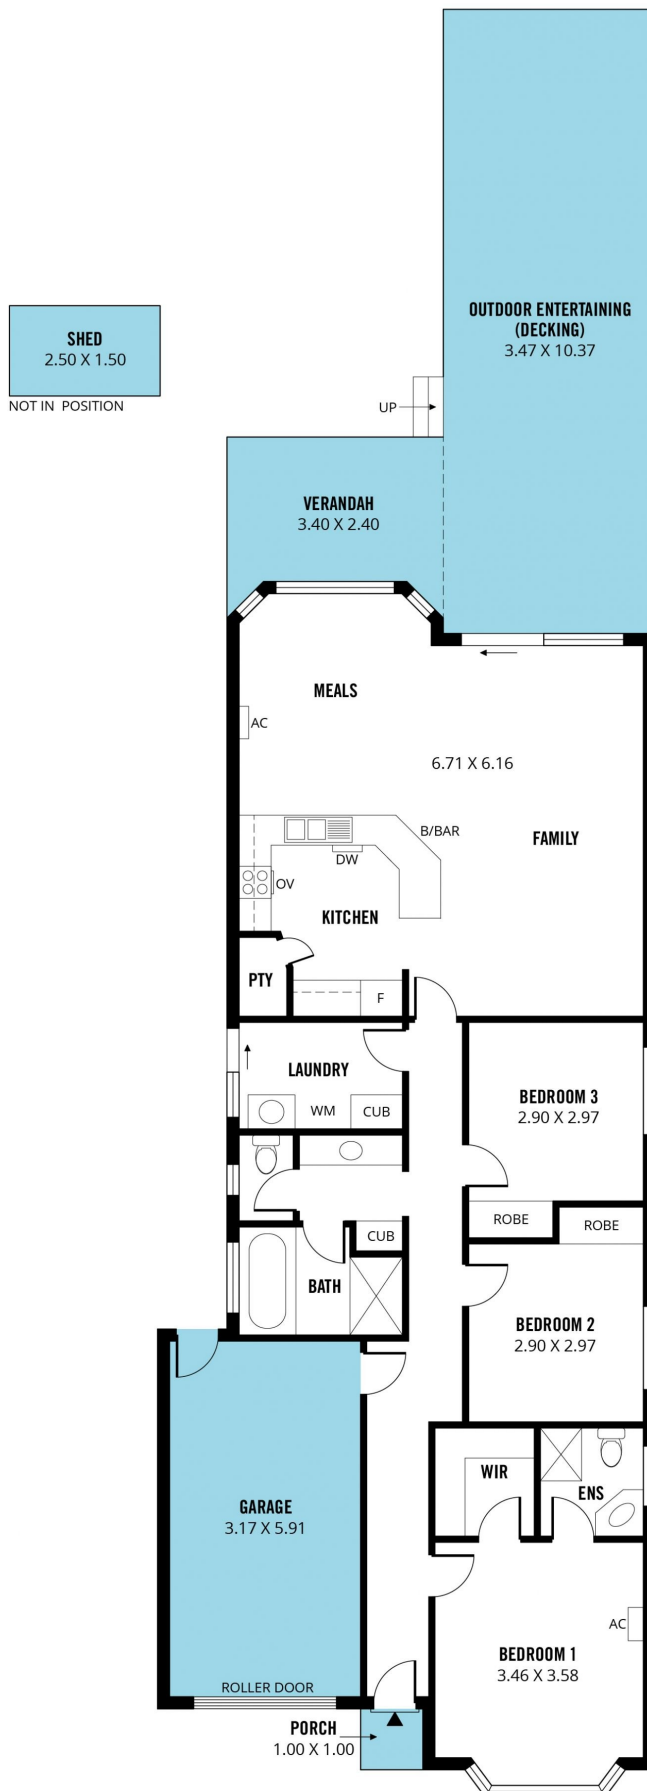 OUTDOOR ENTERTAINING
(DECKING)
3.47 X 10.37
SHED
2.50 X 1.50
NOT IN POSITION
UP
VERANDAH
3.40 X 2.40
MEALS
AC
6.71 X 6.16
B/BAR
FAMILY
DW
OV
KITCHEN
PTY
F
LAUNDRY
WM
CUB
BEDROOM 3
2.90 X 2.97
ROBE
ROBE
CUB
BATH
BEDROOM 2
2.90 X 2.97
WIR
ENS
GARAGE
3.17 X 5.91
AC
BEDROOM 1
3.46 X 3.58
ROLLER DOOR
PORCH
1.00 X 1.00